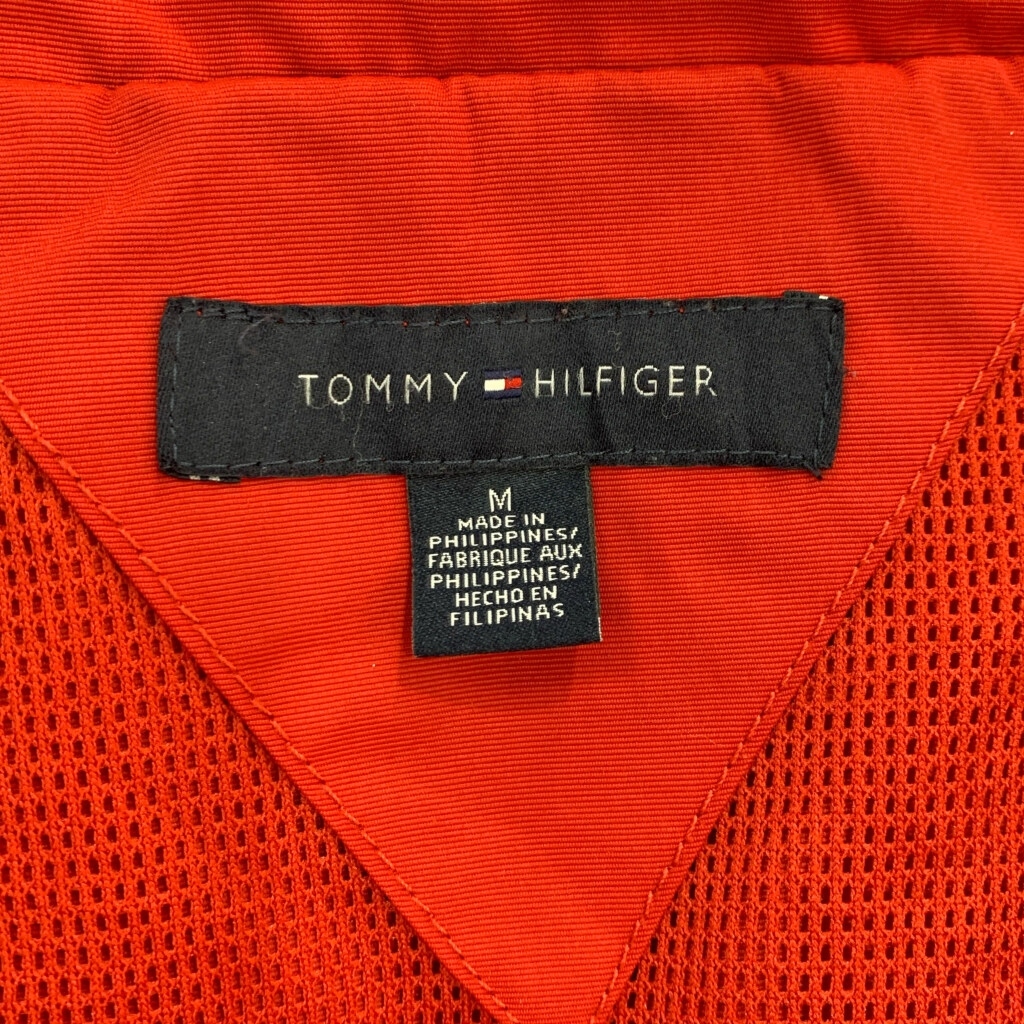 TOMMY HILFIGER
M
MADE IN
PHILIPPINES/
FABRIQUE AUX
PHILIPPINES/
HECHO EN
FILIPINAS